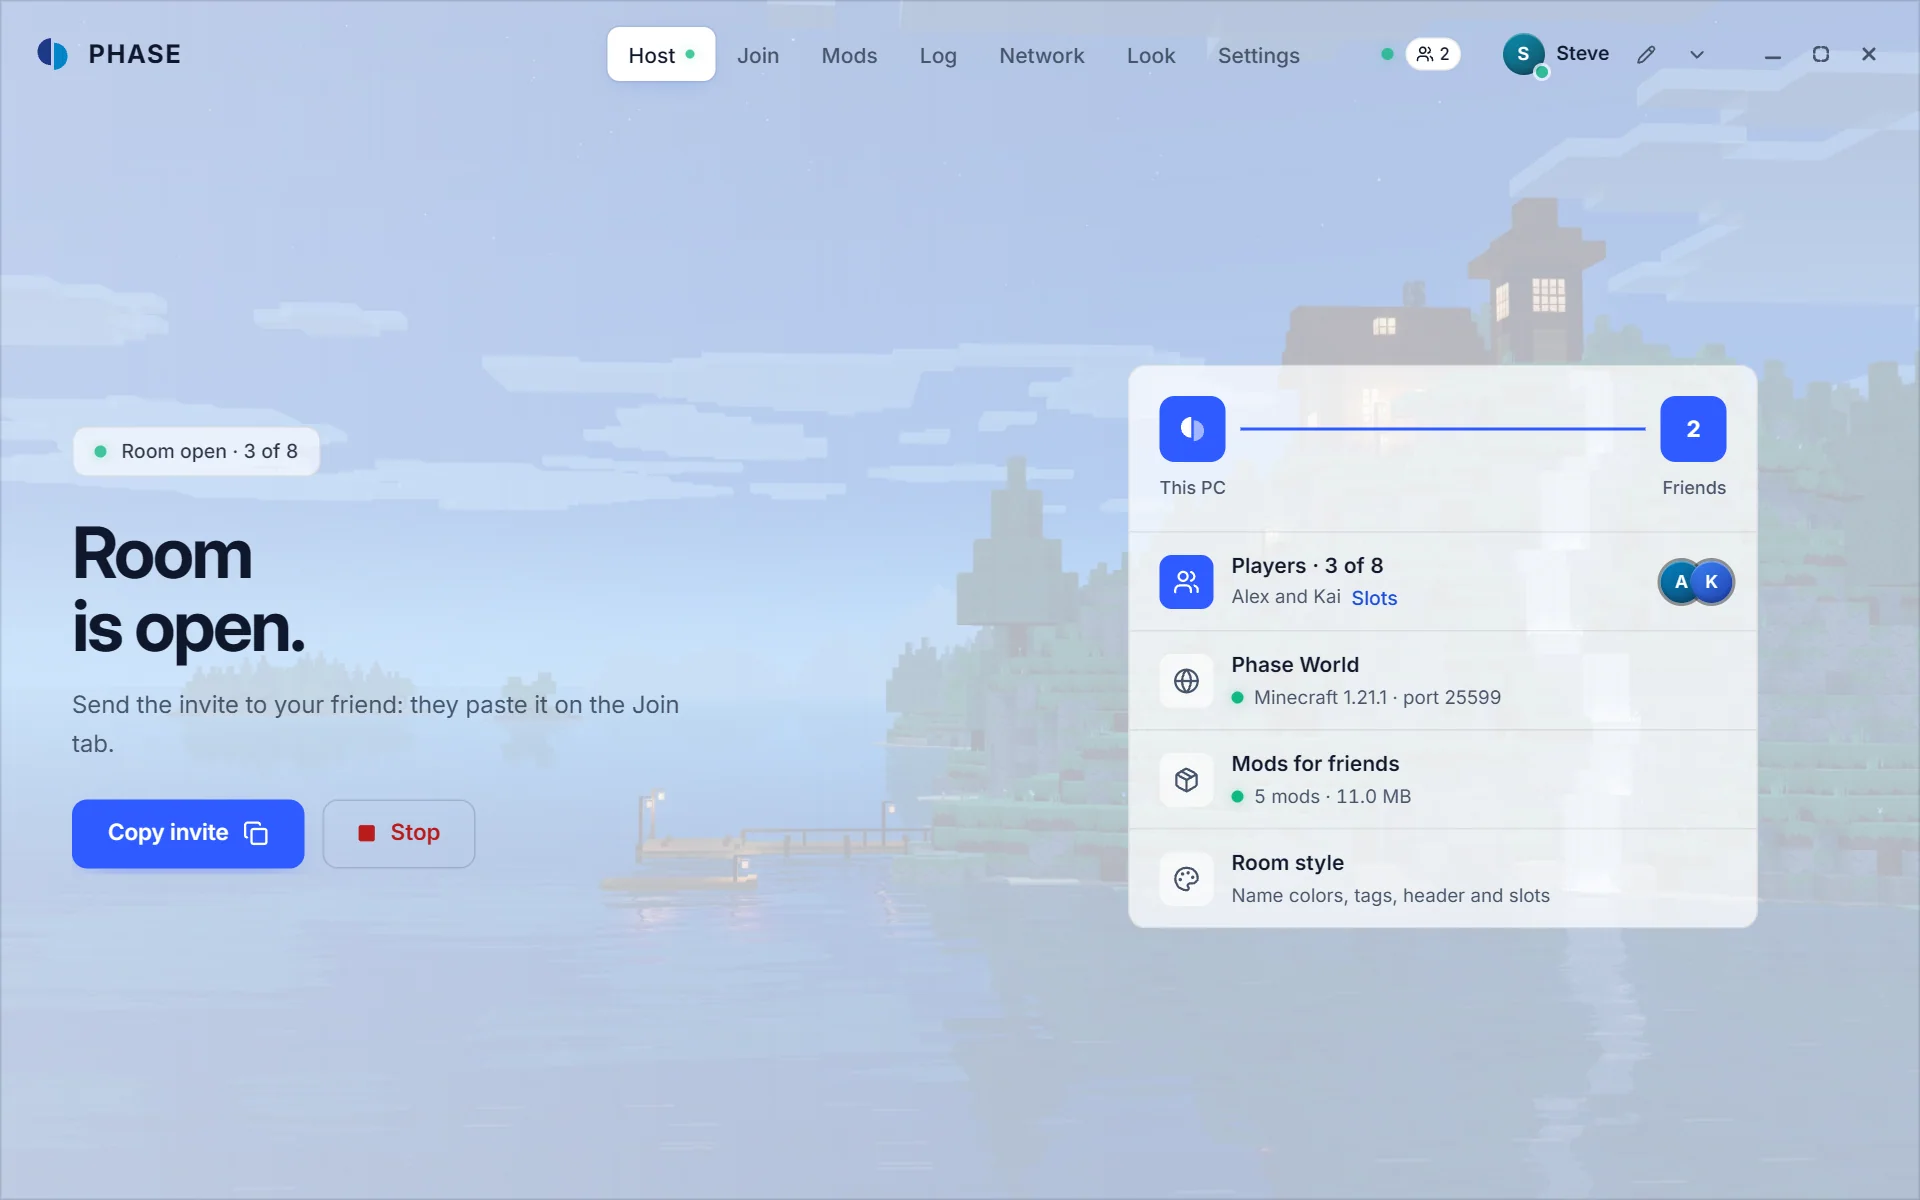 PHASE
Host
Join
Mods
Log
Network
Look
Settings
2
S
Steve
Room open · 3 of 8
Room
is open.
Send the invite to your friend: they paste it on the Join
tab.
Copy invite
Stop
2
This PC
Friends
Players · 3 of 8
Alex and Kai Slots
A K
Phase World
Minecraft 1.21.1 · port 25599
Mods for friends
5 mods · 11.0 MB
Room style
Name colors, tags, header and slots